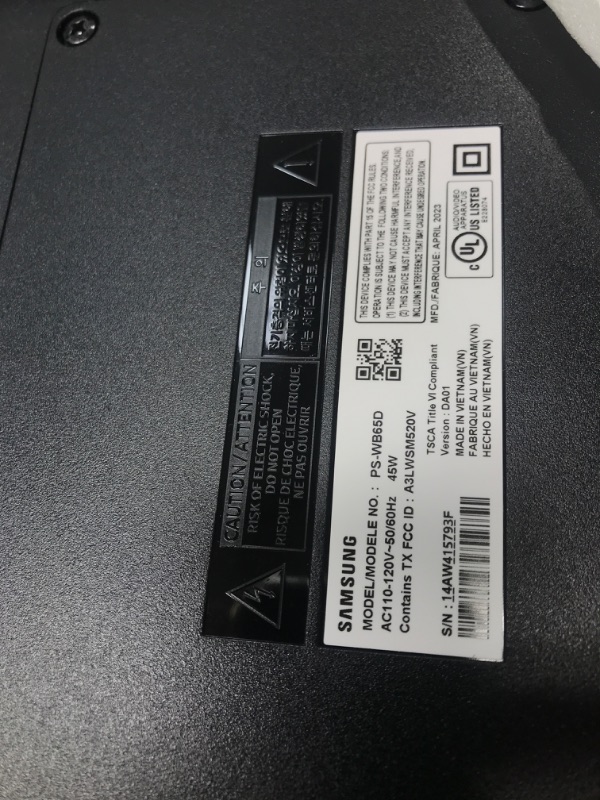 SAMSUNG
MODEL/MODELE NO. : PS-WB65D
AC110-120V~50/60Hz 45W
Contains TX FCC ID : A3LWSM520V
S/N : 14AW415793F
TSCA Title VI Compliant
Version : DA01
MADE IN VIETNAM(VN)
FABRIQUE AU VIETNAM(VN)
HECHO EN VIETNAM(VN)
THIS DEVICE COMPLIES WITH PART 15 OF THE FCC RULES.
OPERATION IS SUBJECT TO THE FOLLOWING TWO CONDITIONS:
(1) THIS DEVICE MAY NOT CAUSE HARMFUL INTERFERENCE, AND
(2) THIS DEVICE MUST ACCEPT ANY INTERFERENCE RECEIVED,
INCLUDING INTERFERENCE THAT MAY CAUSE UNDESIRED OPERATION.
MFD./FABRIQUE: APRIL 2023
AUDIO/VIDEO
APPARATUS
E228074
c UL US LISTED
CAUTION/ATTENTION
RISK OF ELECTRIC SHOCK,
DO NOT OPEN
RISQUE DE CHOC ELECTRIQUE,
NE PAS OUVRIR
주 의